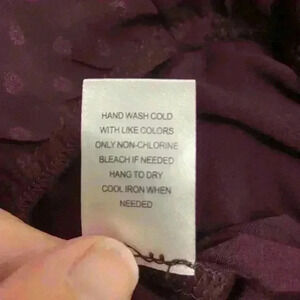 HAND WASH COLD
WITH LIKE COLORS
ONLY NON-CHLORINE
BLEACH IF NEEDED
HANG TO DRY
COOL IRON WHEN
NEEDED